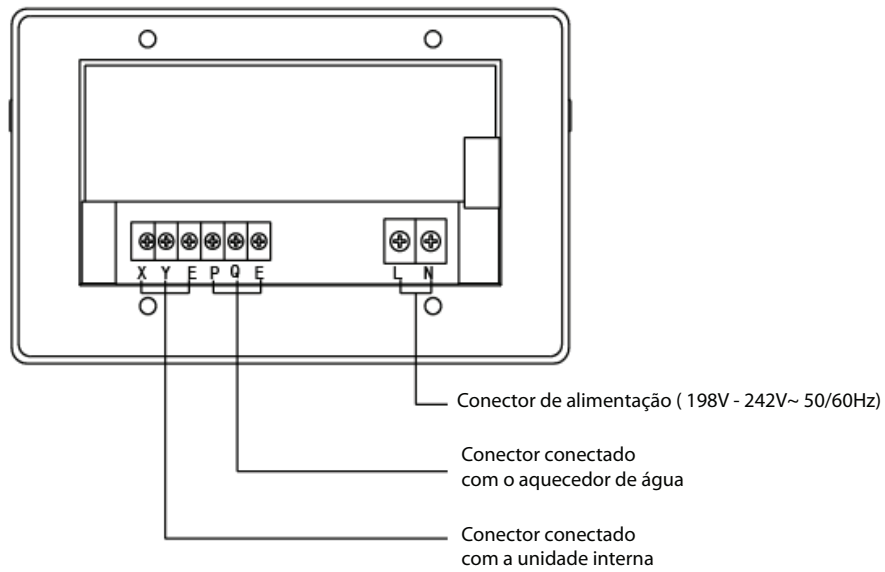 X Y E P Q E L N
Conector de alimentação ( 198V - 242V~ 50/60Hz)
Conector conectado
com o aquecedor de água
Conector conectado
com a unidade interna